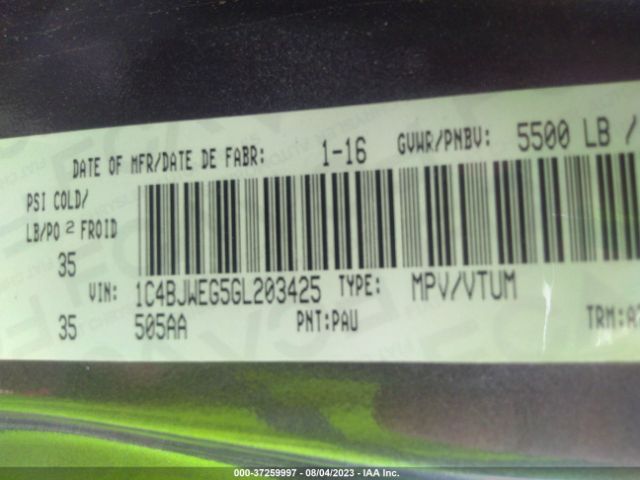 DATE OF MFR/DATE DE FABR: 1-16 GVWR/PNBV: 5500 LB /
PSI COLD/
LB/PO 2 FROID
35
VIN: 1C4BJWEG5GL203425 TYPE: MPV/VTUM
35 505AA PNT:PAU TRM:A7
000-37259997 - 08/04/2023 - IAA Inc.